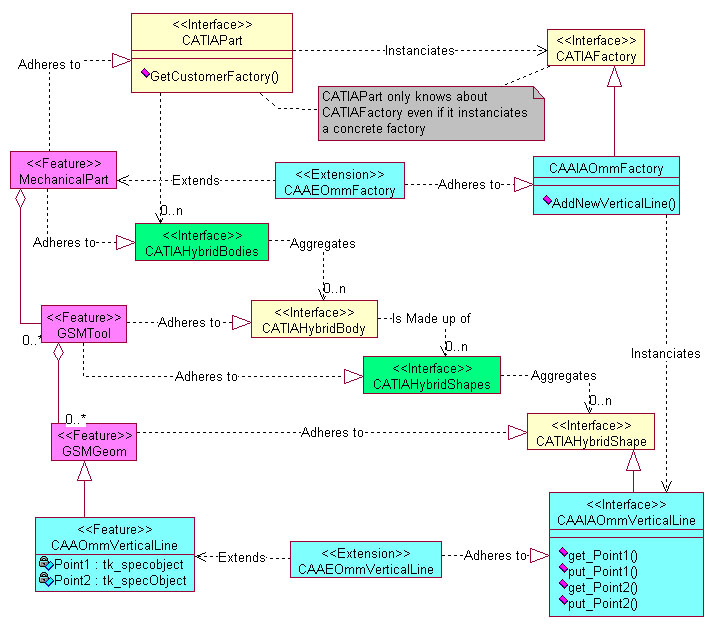 <<Interface>>
CATIAPart
GetCustomerFactory()
Instanciates
<<Interface>>
CATIAFactory
Adheres to
CATIAPart only knows about
CATIAFactory even if it instanciates
a concrete factory
<<Feature>>
MechanicalPart
Extends
<<Extension>>
CAAEOmmFactory
Adheres to
CAAIAOmmFactory
AddNewVerticalLine()
0..n
Adheres to
<<Interface>>
CATIAHybridBodies
Aggregates
0..n
<<Feature>>
GSMTool
0..*
Adheres to
<<Interface>>
CATIAHybridBody
Is Made up of
0..n
Instanciates
Adheres to
<<Interface>>
CATIAHybridShapes
Aggregates
0..n
0..*
<<Feature>>
GSMGeom
Adheres to
<<Interface>>
CATIAHybridShape
<<Feature>>
CAAOmmVerticalLine
Point1 : tk_specobject
Point2 : tk_specObject
Extends
<<Extension>>
CAAEOmmVerticalLine
Adheres to
<<Interface>>
CAAIAOmmVerticalLine
get_Point1()
put_Point1()
get_Point2()
put_Point2()